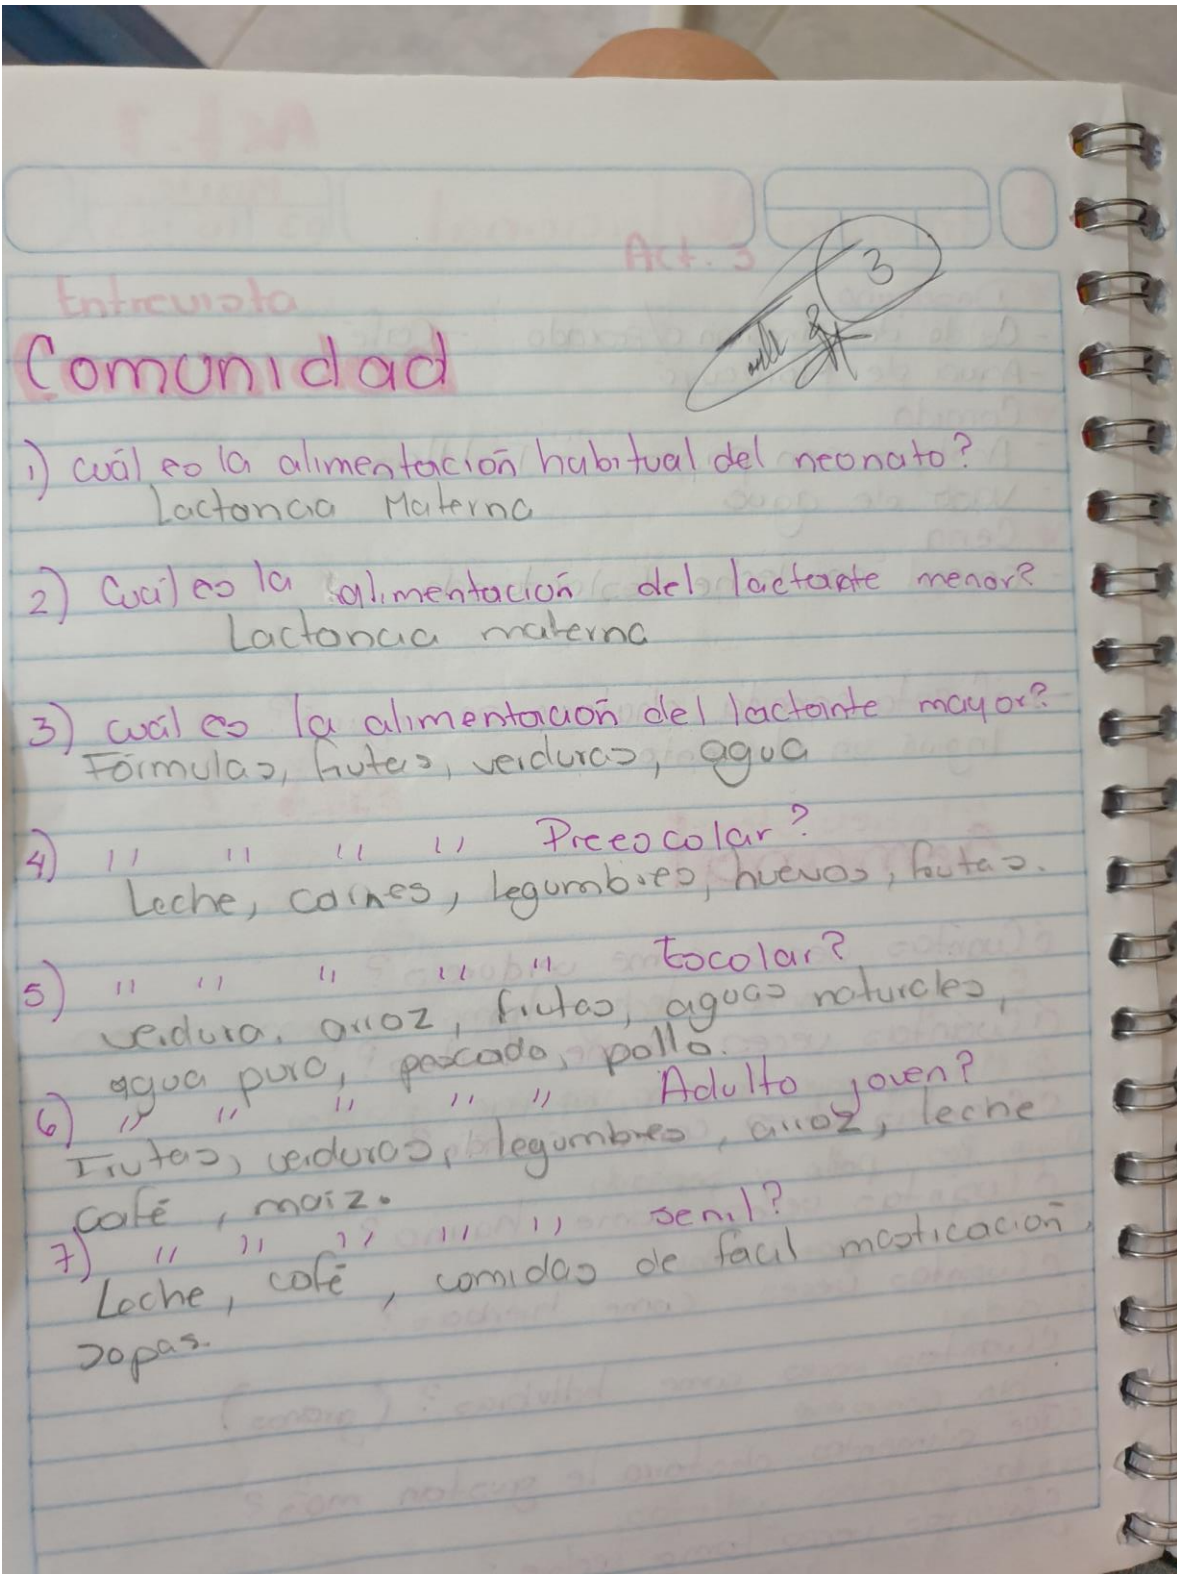 Act. 3
3
Entrevista
Comunidad
1) cuál es la alimentación habitual del neonato?
Lactancia Materna
2) Cuál es la alimentación del lactante menor?
Lactancia materna
3) cuál es la alimentación del lactante mayor?
Fórmulas, frutas, verduras, agua
4) " " " " Preescolar?
Leche, carnes, legumbres, huevos, frutas.
5) " " " " " Escolar?
verdura, arroz, frutas, aguas naturales,
agua pura, pescado, pollo.
6) " " " " " Adulto joven?
Frutas, verduras, legumbres, arroz, leche
café, maiz.
7) " " " " " senil?
Leche, café, comidas de fácil masticación,
sopas.